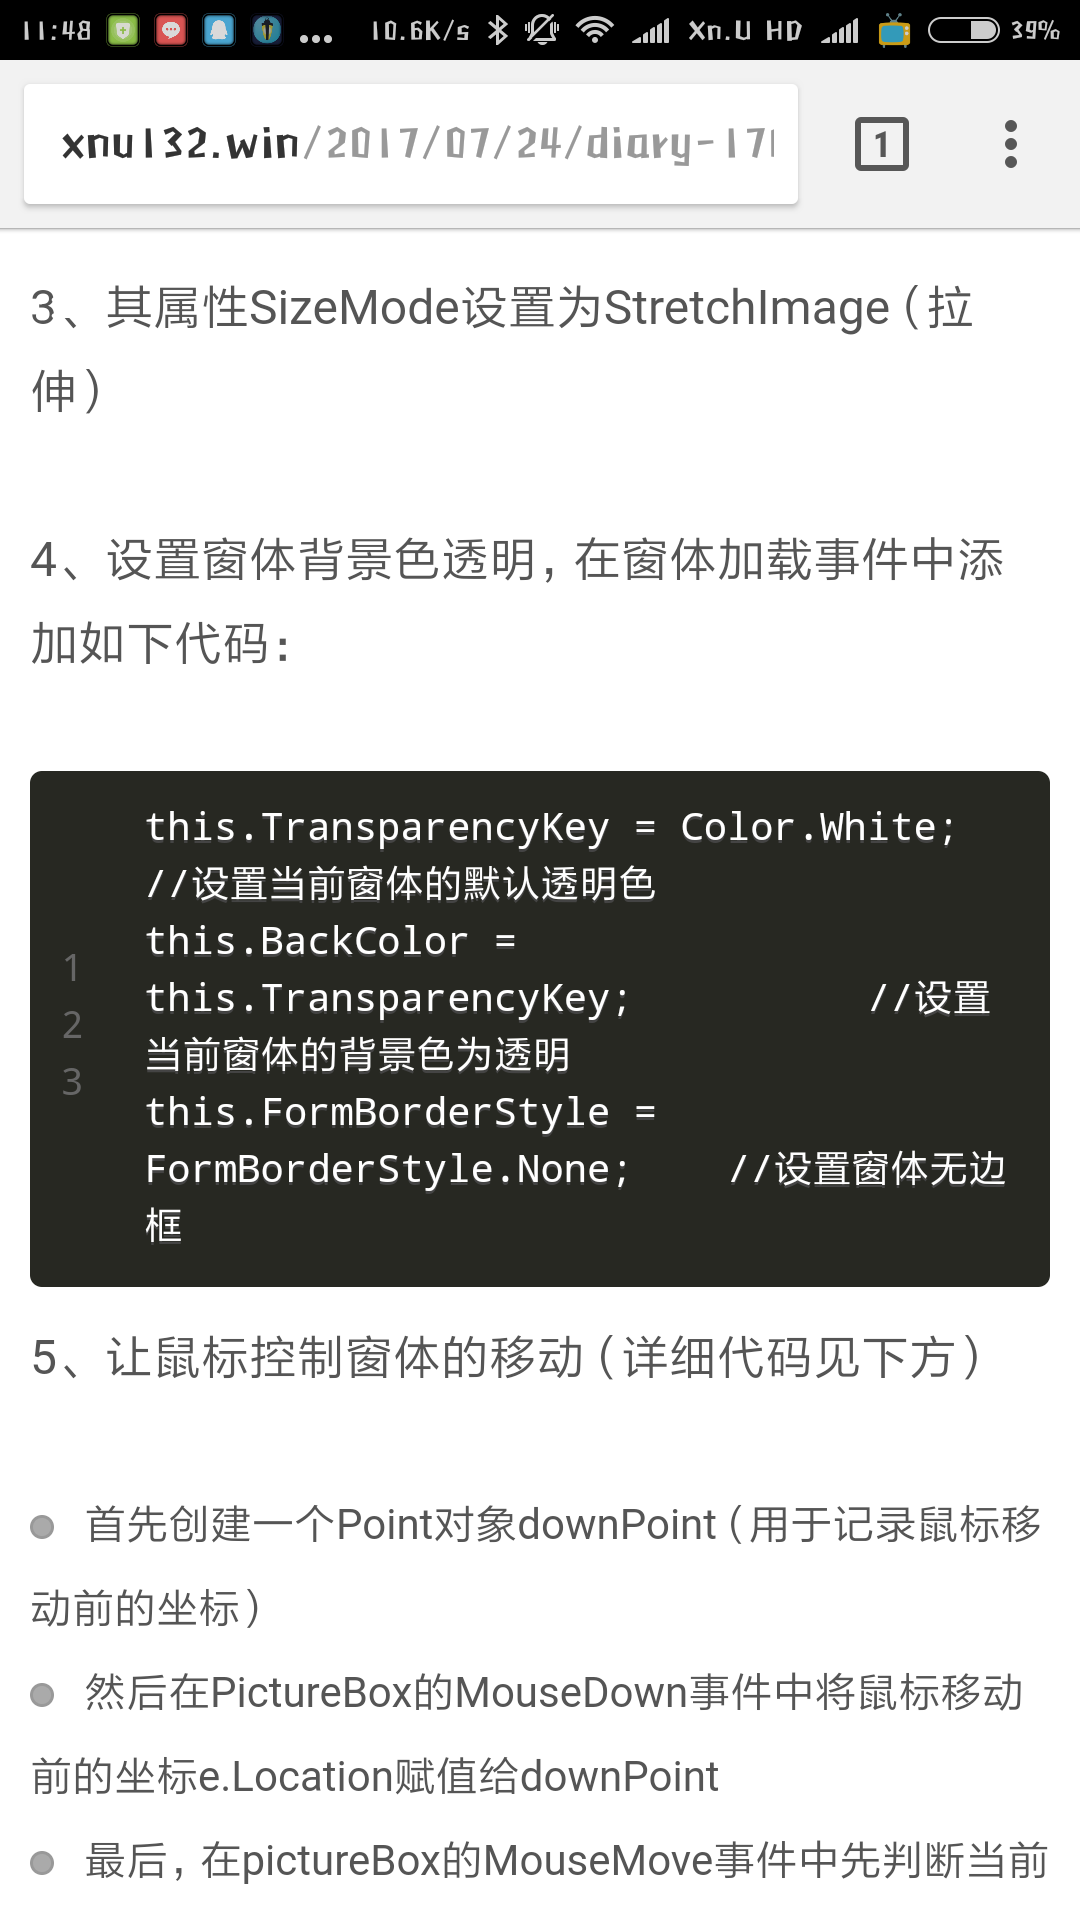 11:48 ... 10.6K/s Xn.U HD 39%
xnu132.win/2017/07/24/diary-17
1
3、其属性SizeMode设置为StretchImage（拉
伸）
4、设置窗体背景色透明，在窗体加载事件中添
加如下代码：
this.TransparencyKey = Color.White;
//设置当前窗体的默认透明色
this.BackColor =
1
this.TransparencyKey; //设置
2
当前窗体的背景色为透明
3
this.FormBorderStyle =
FormBorderStyle.None; //设置窗体无边
框
5、让鼠标控制窗体的移动（详细代码见下方）
首先创建一个Point对象downPoint（用于记录鼠标移
动前的坐标）
然后在PictureBox的MouseDown事件中将鼠标移动
前的坐标e.Location赋值给downPoint
最后，在pictureBox的MouseMove事件中先判断当前